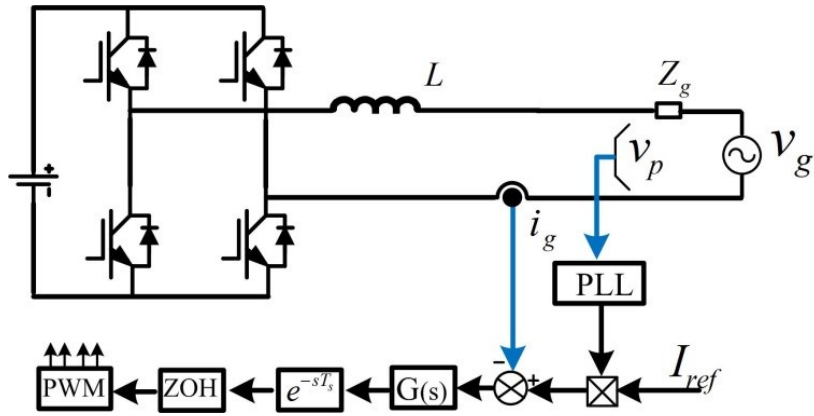 L
Z_g
v_p
v_g
i_g
PLL
I_ref
PWM
ZOH
e^{-sT_s}
G(s)
- +
+
-